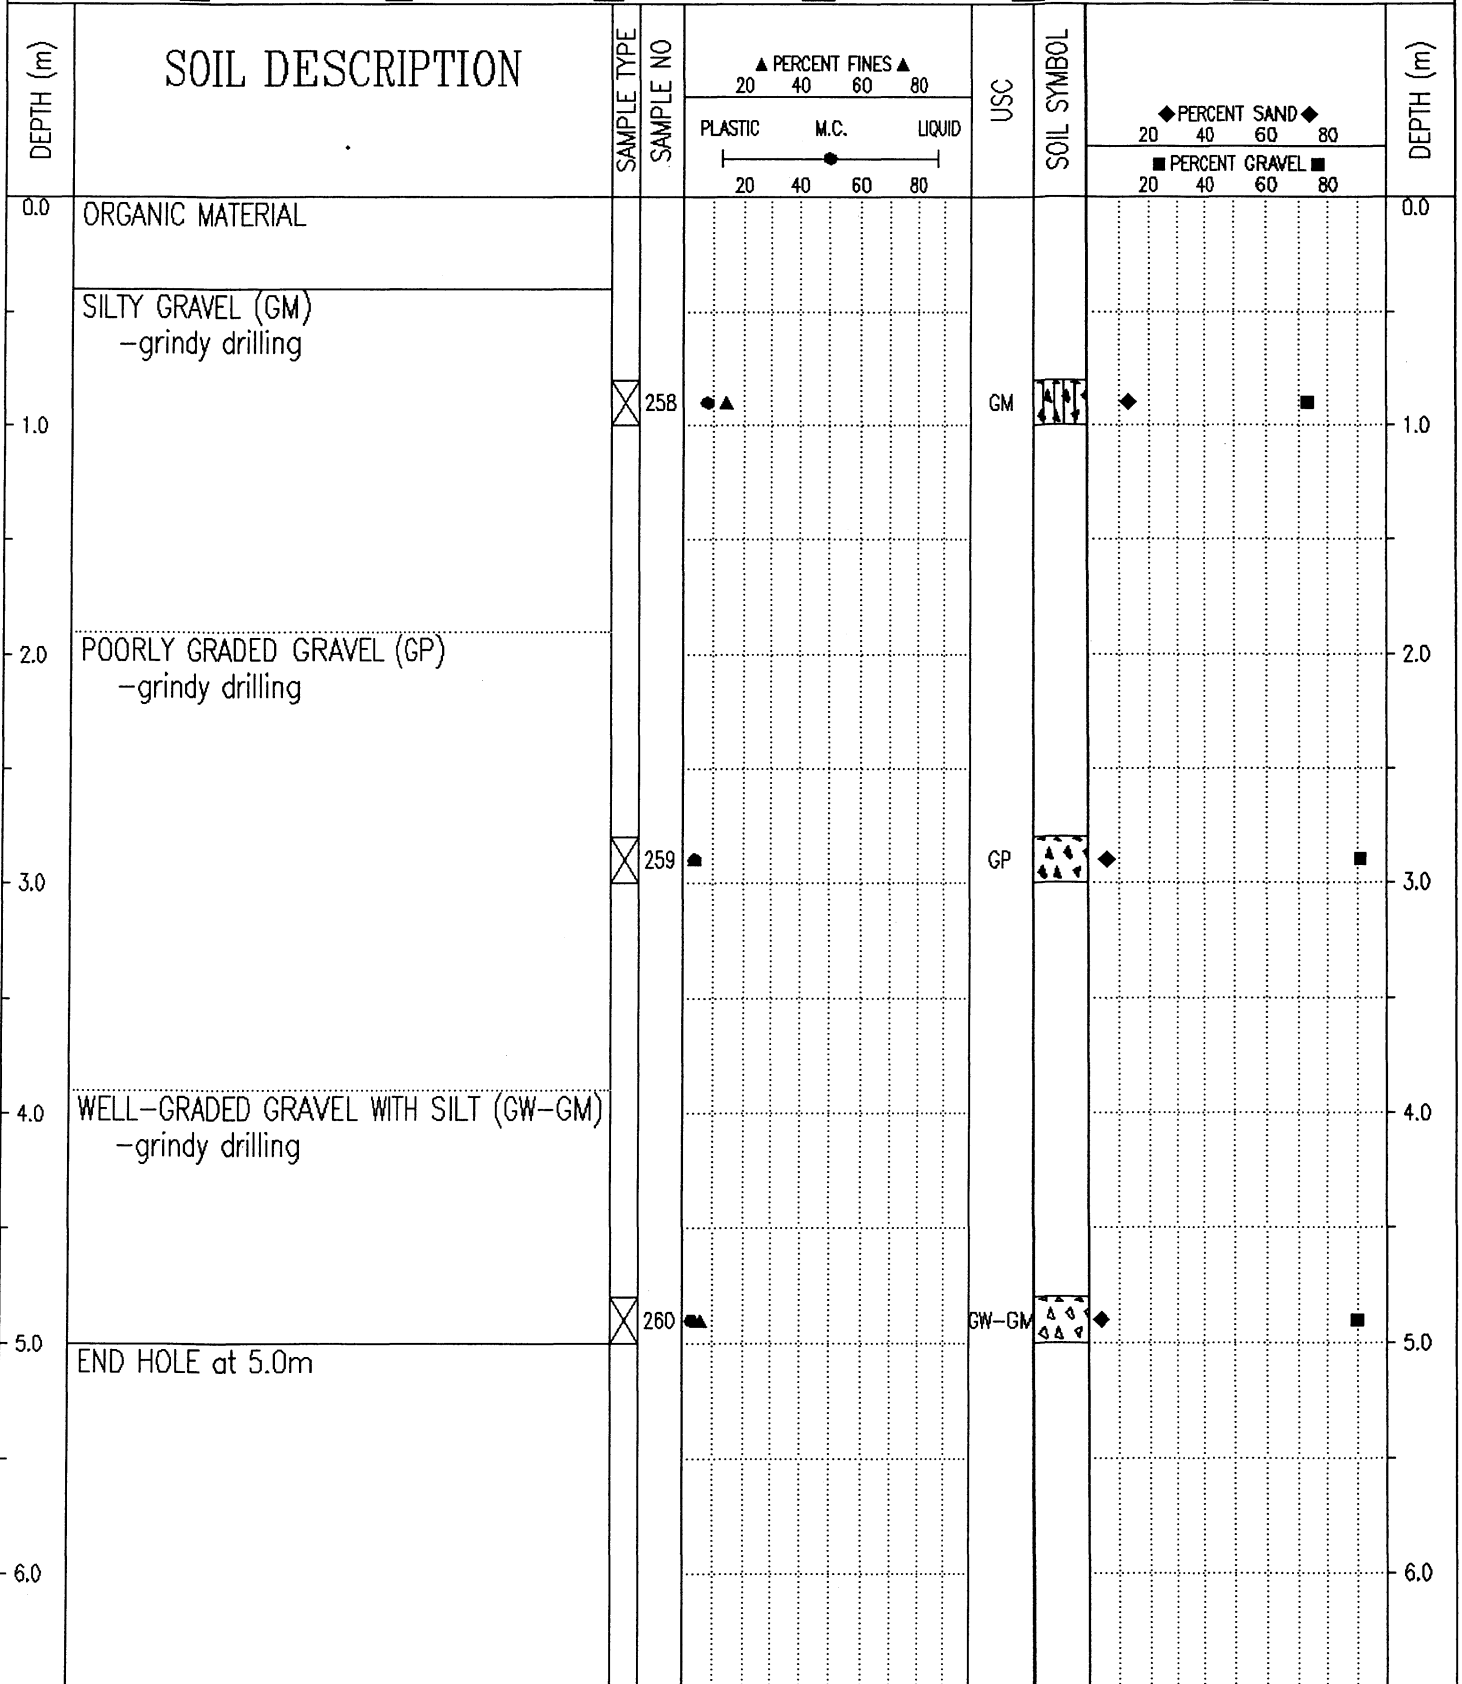 DEPTH (m)
SOIL DESCRIPTION
SAMPLE TYPE
SAMPLE NO
▲ PERCENT FINES ▲
20 40 60 80
PLASTIC M.C. LIQUID
20 40 60 80
USC
SOIL SYMBOL
◆ PERCENT SAND ◆
20 40 60 80
■ PERCENT GRAVEL ■
20 40 60 80
DEPTH (m)
0.0 ORGANIC MATERIAL 0.0
SILTY GRAVEL (GM)
-grindy drilling
258 GM
1.0 1.0
2.0 POORLY GRADED GRAVEL (GP) 2.0
-grindy drilling
259 GP
3.0 3.0
4.0 WELL-GRADED GRAVEL WITH SILT (GW-GM) 4.0
-grindy drilling
260 GW-GM
5.0 5.0
END HOLE at 5.0m
6.0 6.0